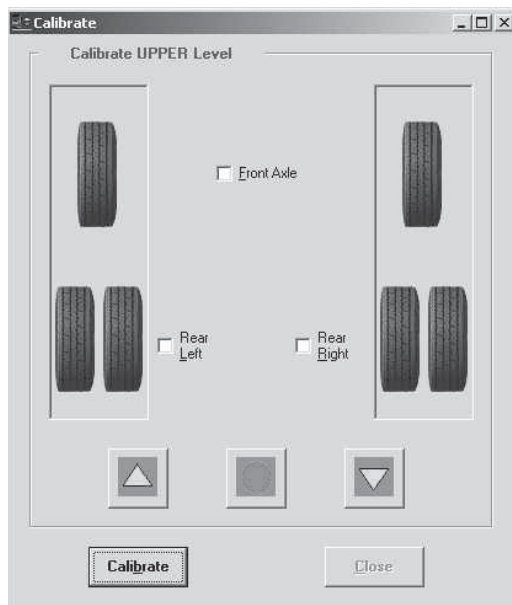 Calibrate
Calibrate UPPER Level
Front Axle
Rear
Left
Rear
Right
Calibrate
Close